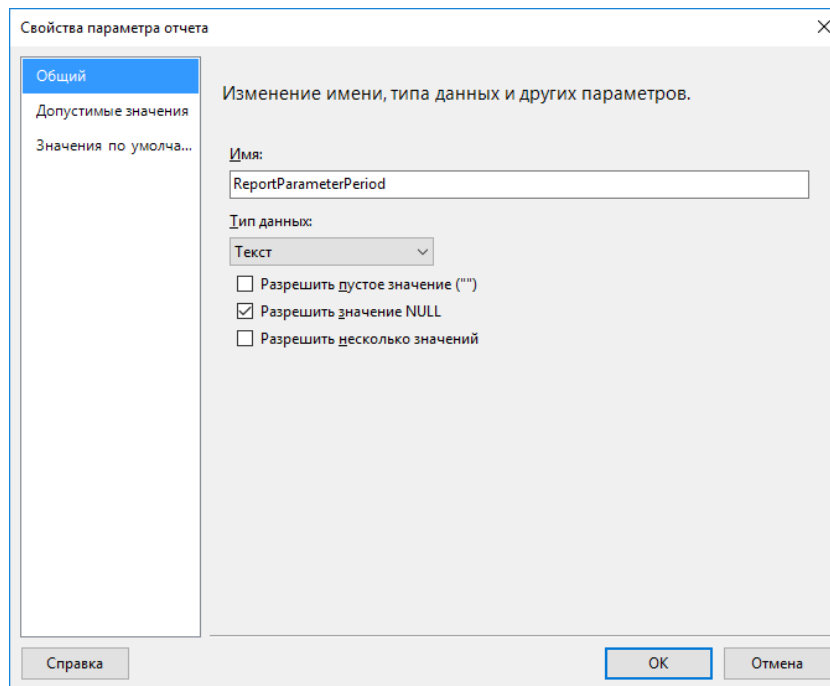 Свойства параметра отчета
Общий
Допустимые значения
Значения по умолча...
Изменение имени, типа данных и других параметров.
Имя:
ReportParameterPeriod
Тип данных:
Текст
Разрешить пустое значение ("")
Разрешить значение NULL
Разрешить несколько значений
Справка
OK
Отмена